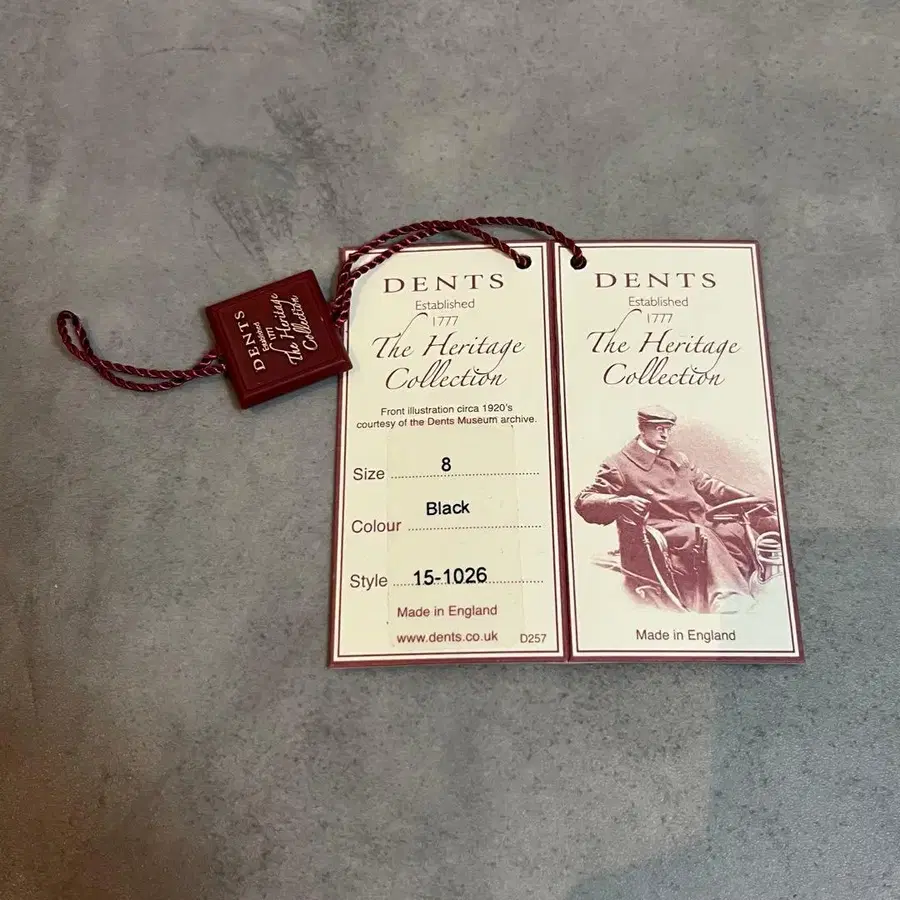 DENTS
Established
1777
The Heritage
Collection
DENTS
Established
1777
The Heritage
Collection
Front illustration circa 1920's
courtesy of the Dents Museum archive.
Size 8
Colour Black
Style 15-1026
Made in England
www.dents.co.uk D257
DENTS
Established
1777
The Heritage
Collection
Made in England